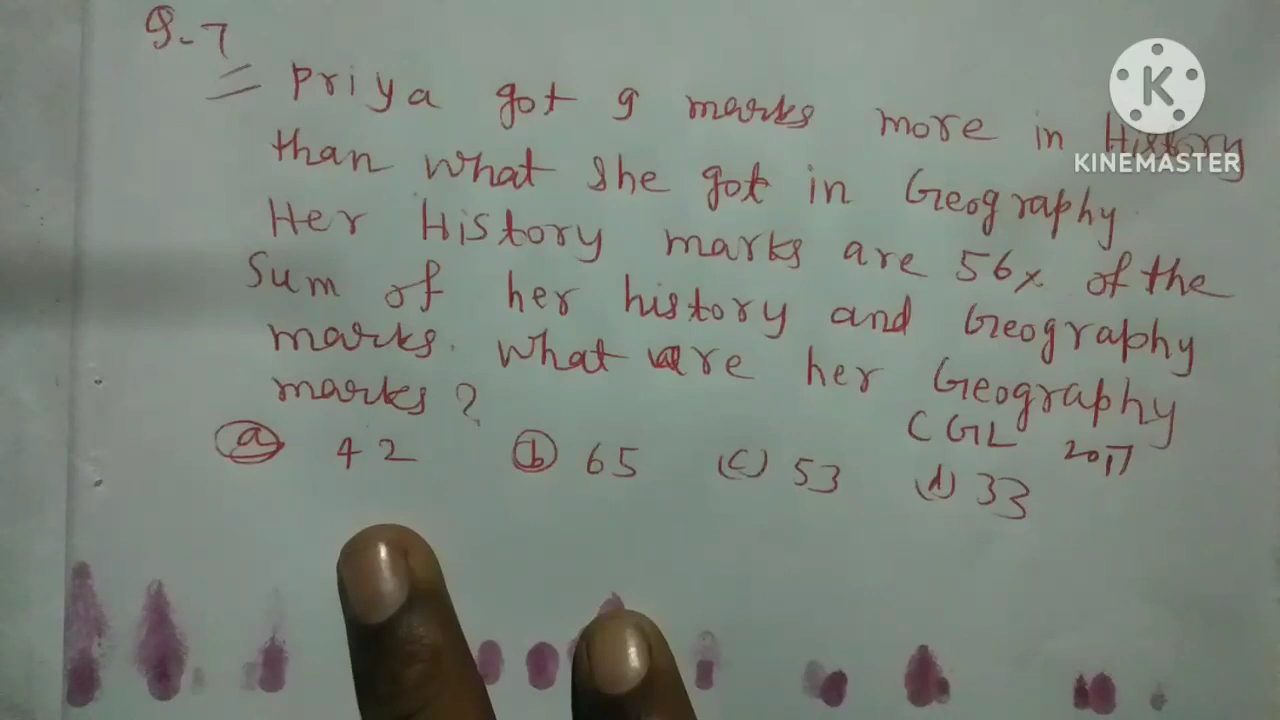 Q-7
Priya got 9 marks more in History
than what she got in Geography
Her History marks are 56% of the
Sum of her history and Geography
marks. What are her Geography
marks?
CGL 2017
(a) 42 (b) 65 (c) 53 (d) 33
K
KINEMASTER